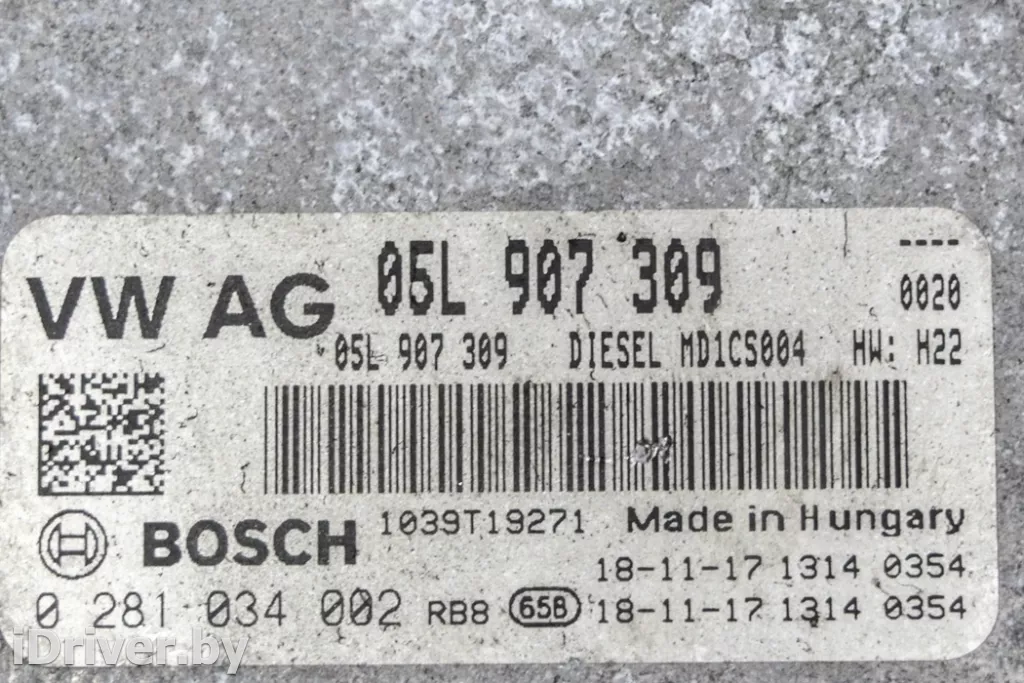 VW AG 05L 907 309 ----
0020
05L 907 309 DIESEL MD1CS004 HW: H22
BOSCH 1039T19271 Made in Hungary
18-11-17 1314 0354
0 281 034 002 RB8 65B 18-11-17 1314 0354
iDriver.by